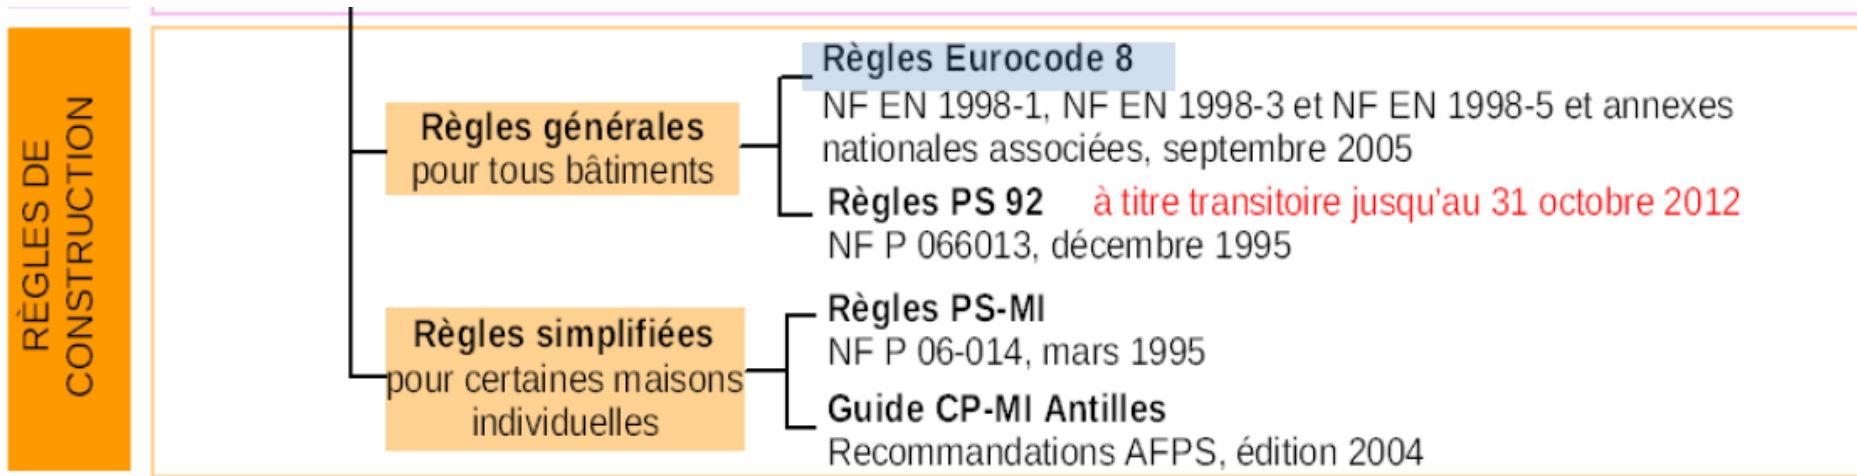 RÈGLES DE
CONSTRUCTION
Règles générales
pour tous bâtiments
Règles Eurocode 8
NF EN 1998-1, NF EN 1998-3 et NF EN 1998-5 et annexes
nationales associées, septembre 2005
Règles PS 92 à titre transitoire jusqu'au 31 octobre 2012
NF P 066013, décembre 1995
Règles simplifiées
pour certaines maisons
individuelles
Règles PS-MI
NF P 06-014, mars 1995
Guide CP-MI Antilles
Recommandations AFPS, édition 2004